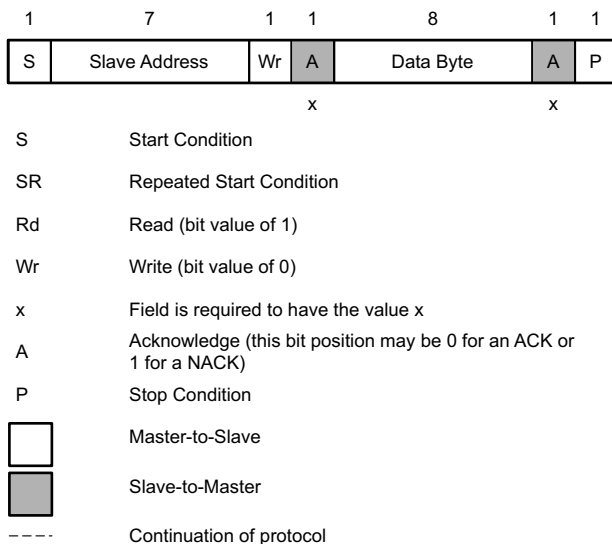 1 7 1 1 8 1 1
S Slave Address Wr A Data Byte A P
x x
S Start Condition
SR Repeated Start Condition
Rd Read (bit value of 1)
Wr Write (bit value of 0)
x Field is required to have the value x
A Acknowledge (this bit position may be 0 for an ACK or
1 for a NACK)
P Stop Condition
Master-to-Slave
Slave-to-Master
Continuation of protocol